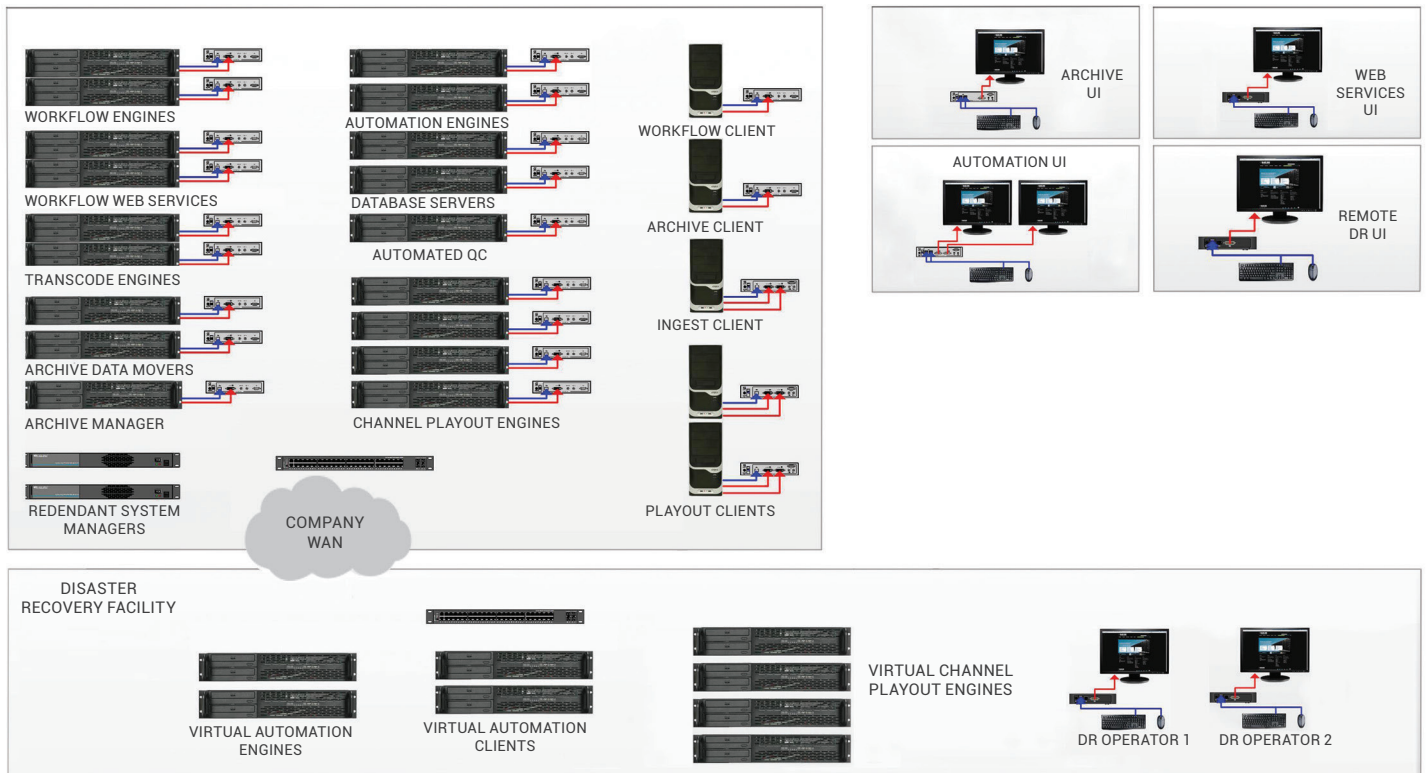 WORKFLOW ENGINES
WORKFLOW WEB SERVICES
TRANSCODE ENGINES
ARCHIVE DATA MOVERS
ARCHIVE MANAGER
REDENDANT SYSTEM
MANAGERS
AUTOMATION ENGINES
DATABASE SERVERS
AUTOMATED QC
CHANNEL PLAYOUT ENGINES
COMPANY
WAN
WORKFLOW CLIENT
ARCHIVE CLIENT
INGEST CLIENT
PLAYOUT CLIENTS
ARCHIVE
UI
WEB
SERVICES
UI
AUTOMATION UI
REMOTE
DR UI
DISASTER
RECOVERY FACILITY
VIRTUAL AUTOMATION
ENGINES
VIRTUAL AUTOMATION
CLIENTS
VIRTUAL CHANNEL
PLAYOUT ENGINES
DR OPERATOR 1
DR OPERATOR 2